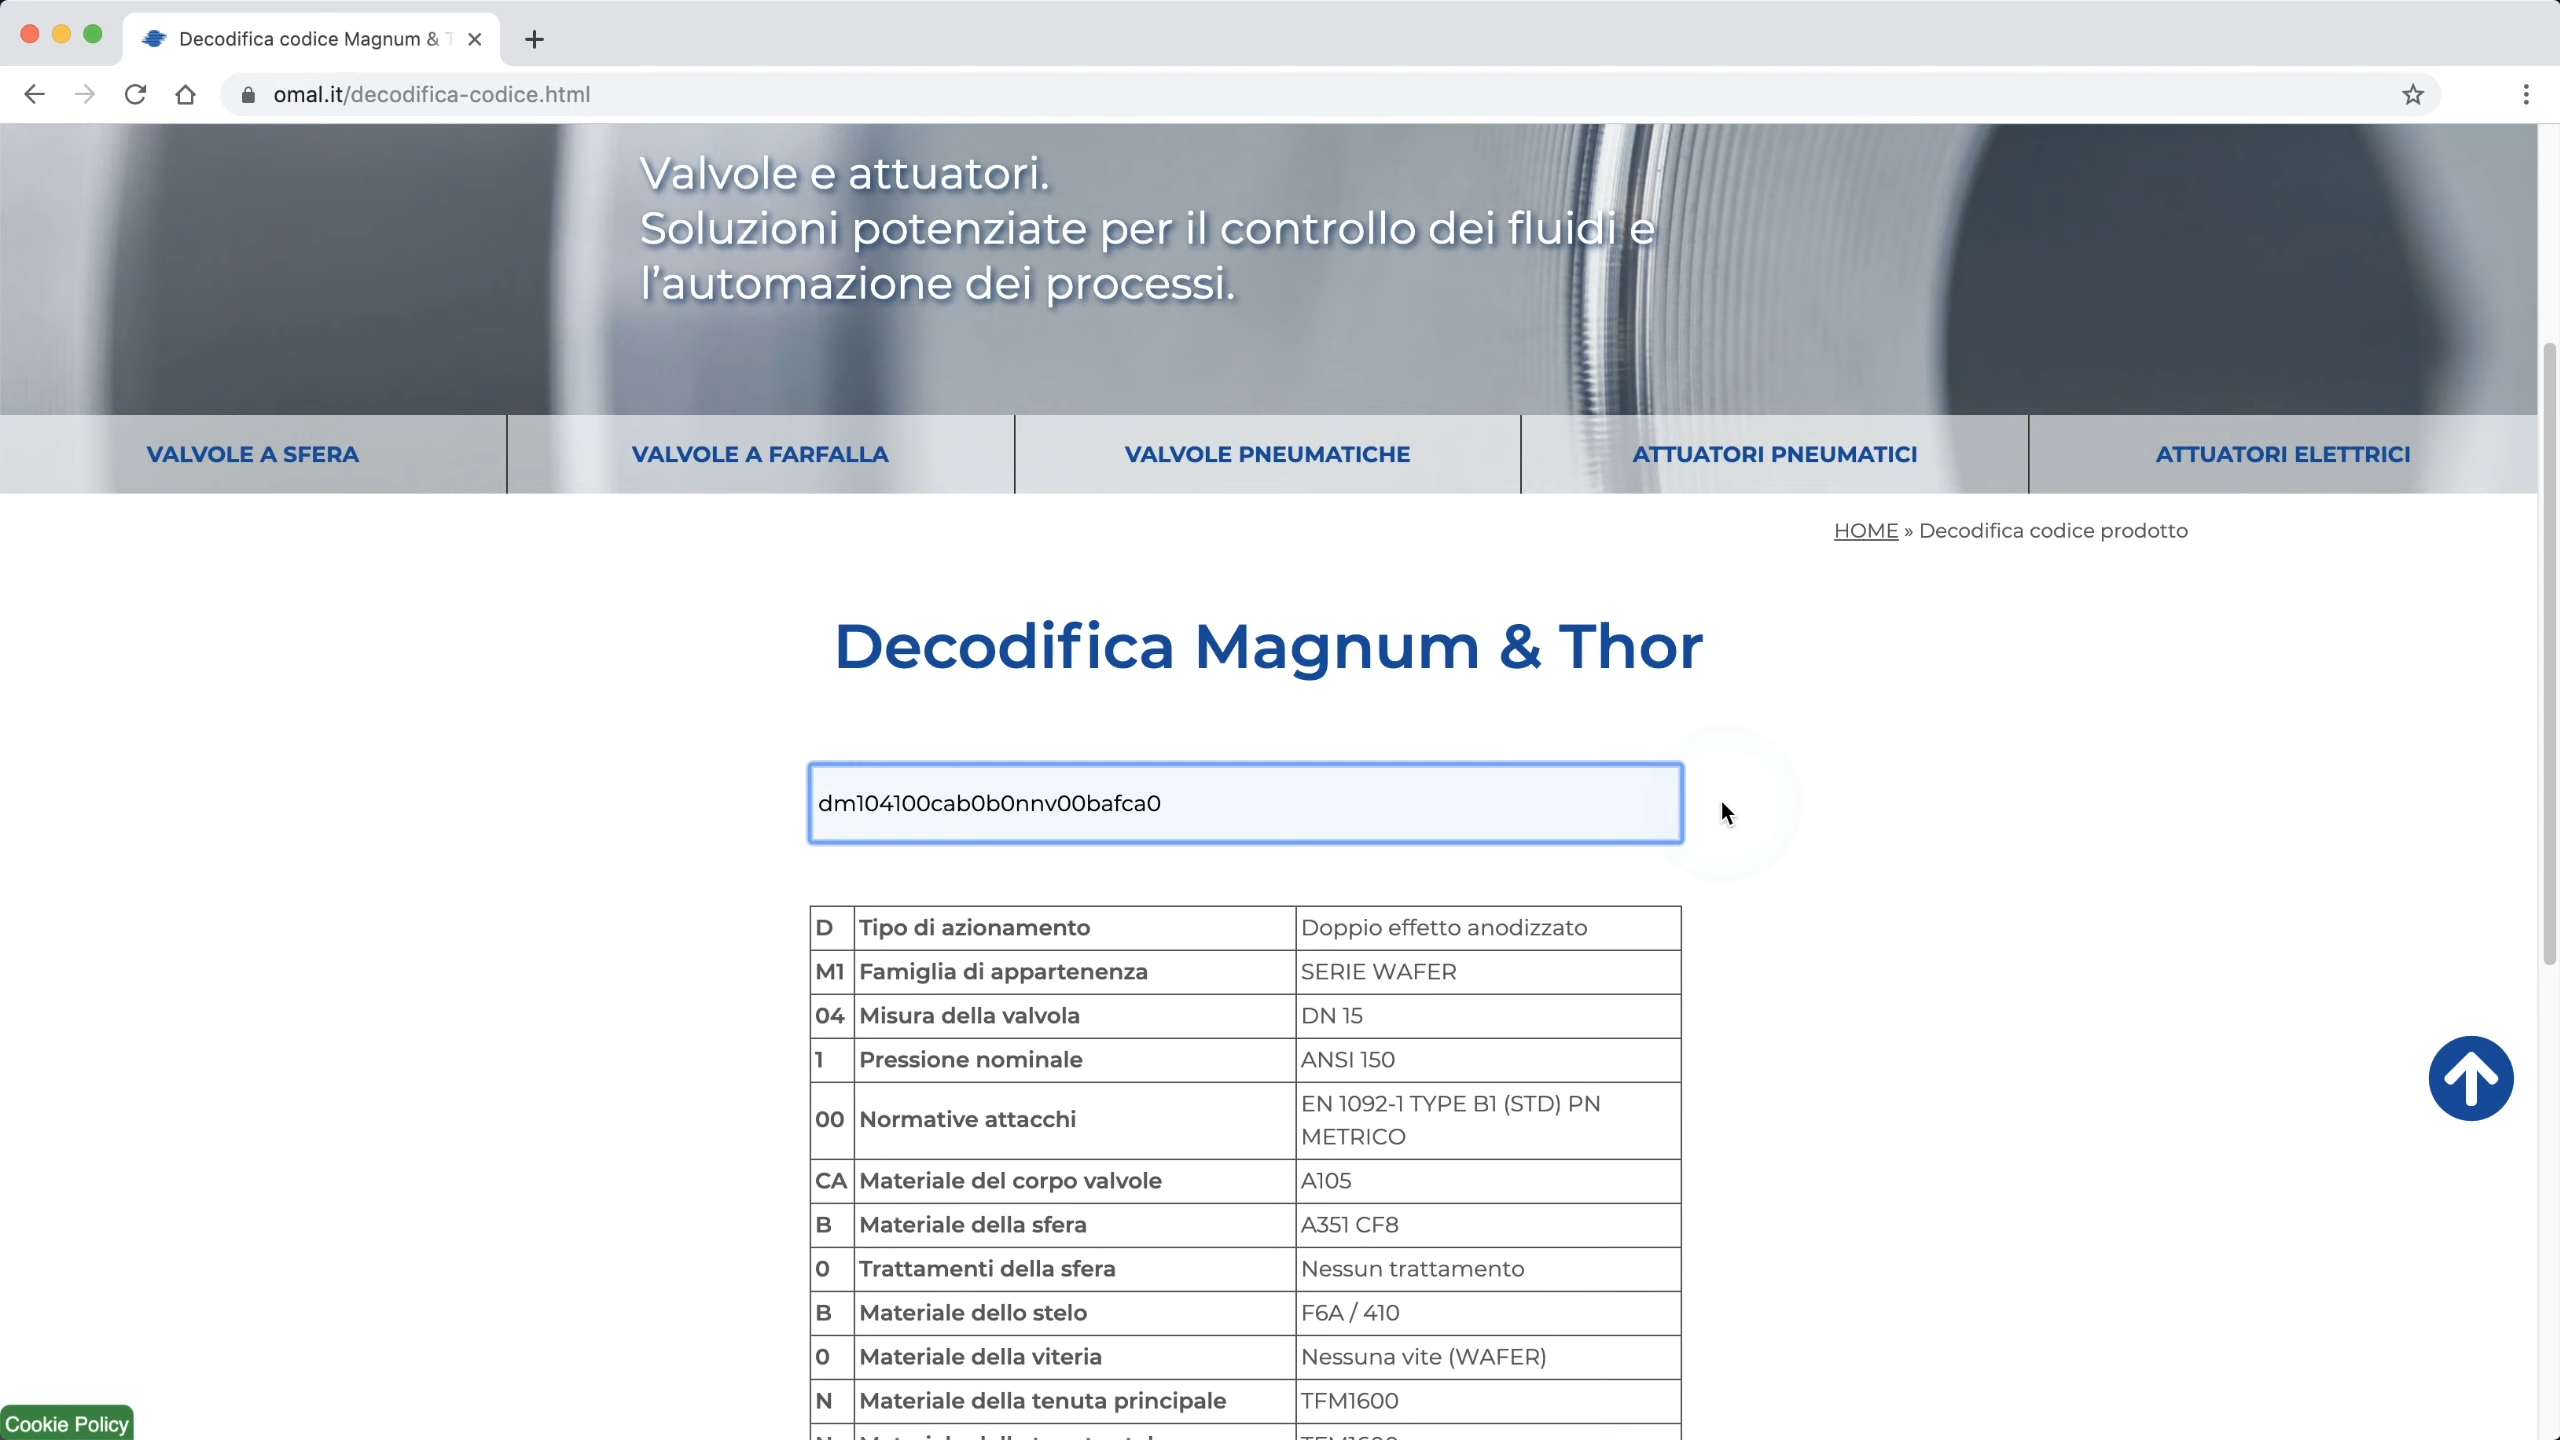 Decodifica codice Magnum & T
omal.it/decodifica-codice.html
Valvole e attuatori.
Soluzioni potenziate per il controllo dei fluidi e
l'automazione dei processi.
VALVOLE A SFERA
VALVOLE A FARFALLA
VALVOLE PNEUMATICHE
ATTUATORI PNEUMATICI
ATTUATORI ELETTRICI
HOME » Decodifica codice prodotto
Decodifica Magnum & Thor
dm104100cab0b0nnv00bafca0
D Tipo di azionamento Doppio effetto anodizzato
M1 Famiglia di appartenenza SERIE WAFER
04 Misura della valvola DN 15
1 Pressione nominale ANSI 150
00 Normative attacchi EN 1092-1 TYPE B1 (STD) PN
METRICO
CA Materiale del corpo valvole A105
B Materiale della sfera A351 CF8
0 Trattamenti della sfera Nessun trattamento
B Materiale dello stelo F6A / 410
0 Materiale della viteria Nessuna vite (WAFER)
N Materiale della tenuta principale TFM1600
Cookie Policy